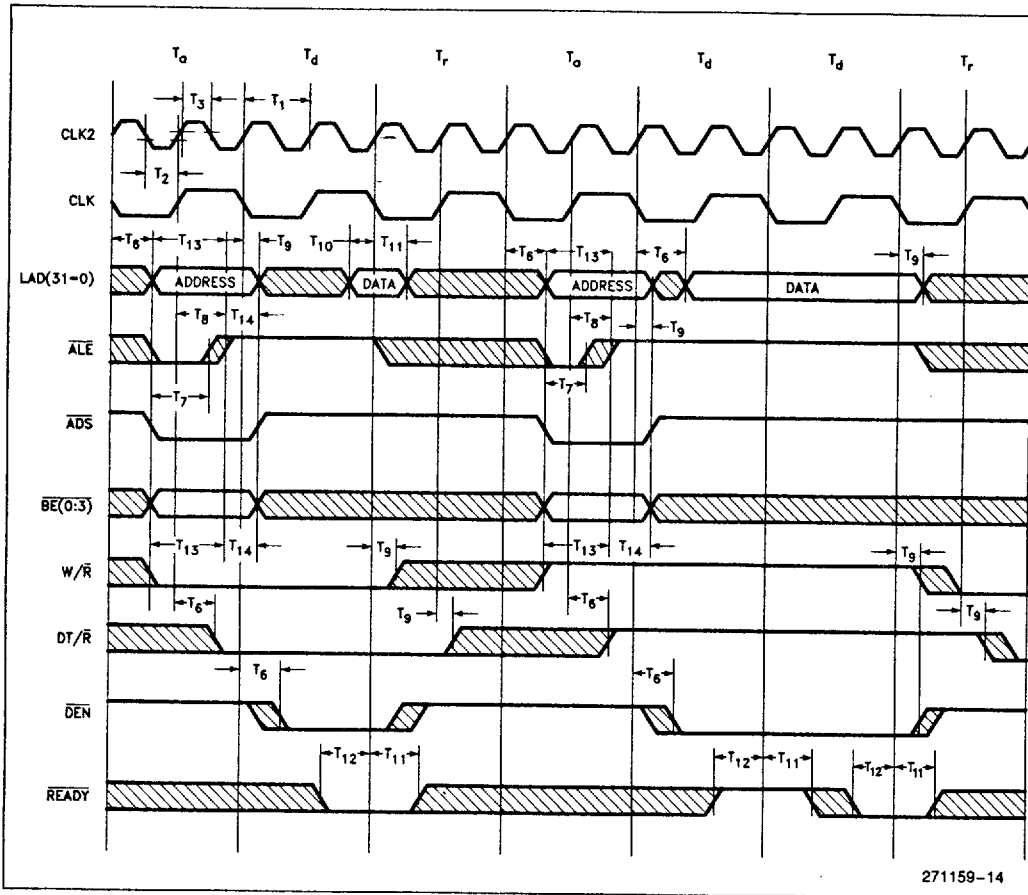 Ta Td Tr Ta Td Td Tr
T3 T1
CLK2
T2
CLK
T6 T13 T9 T10 T11 T6 T13 T6 T9
LAD(31-0) ADDRESS DATA ADDRESS DATA
T8 T14 T8 T9
ALE
T7 T7
ADS
BE(0:3)
T13 T14 T9 T13 T14 T9
W/R
T6 T9 T6 T9
DT/R
T6 T6
DEN
T12 T11 T12 T11 T12 T11
READY
271159-14